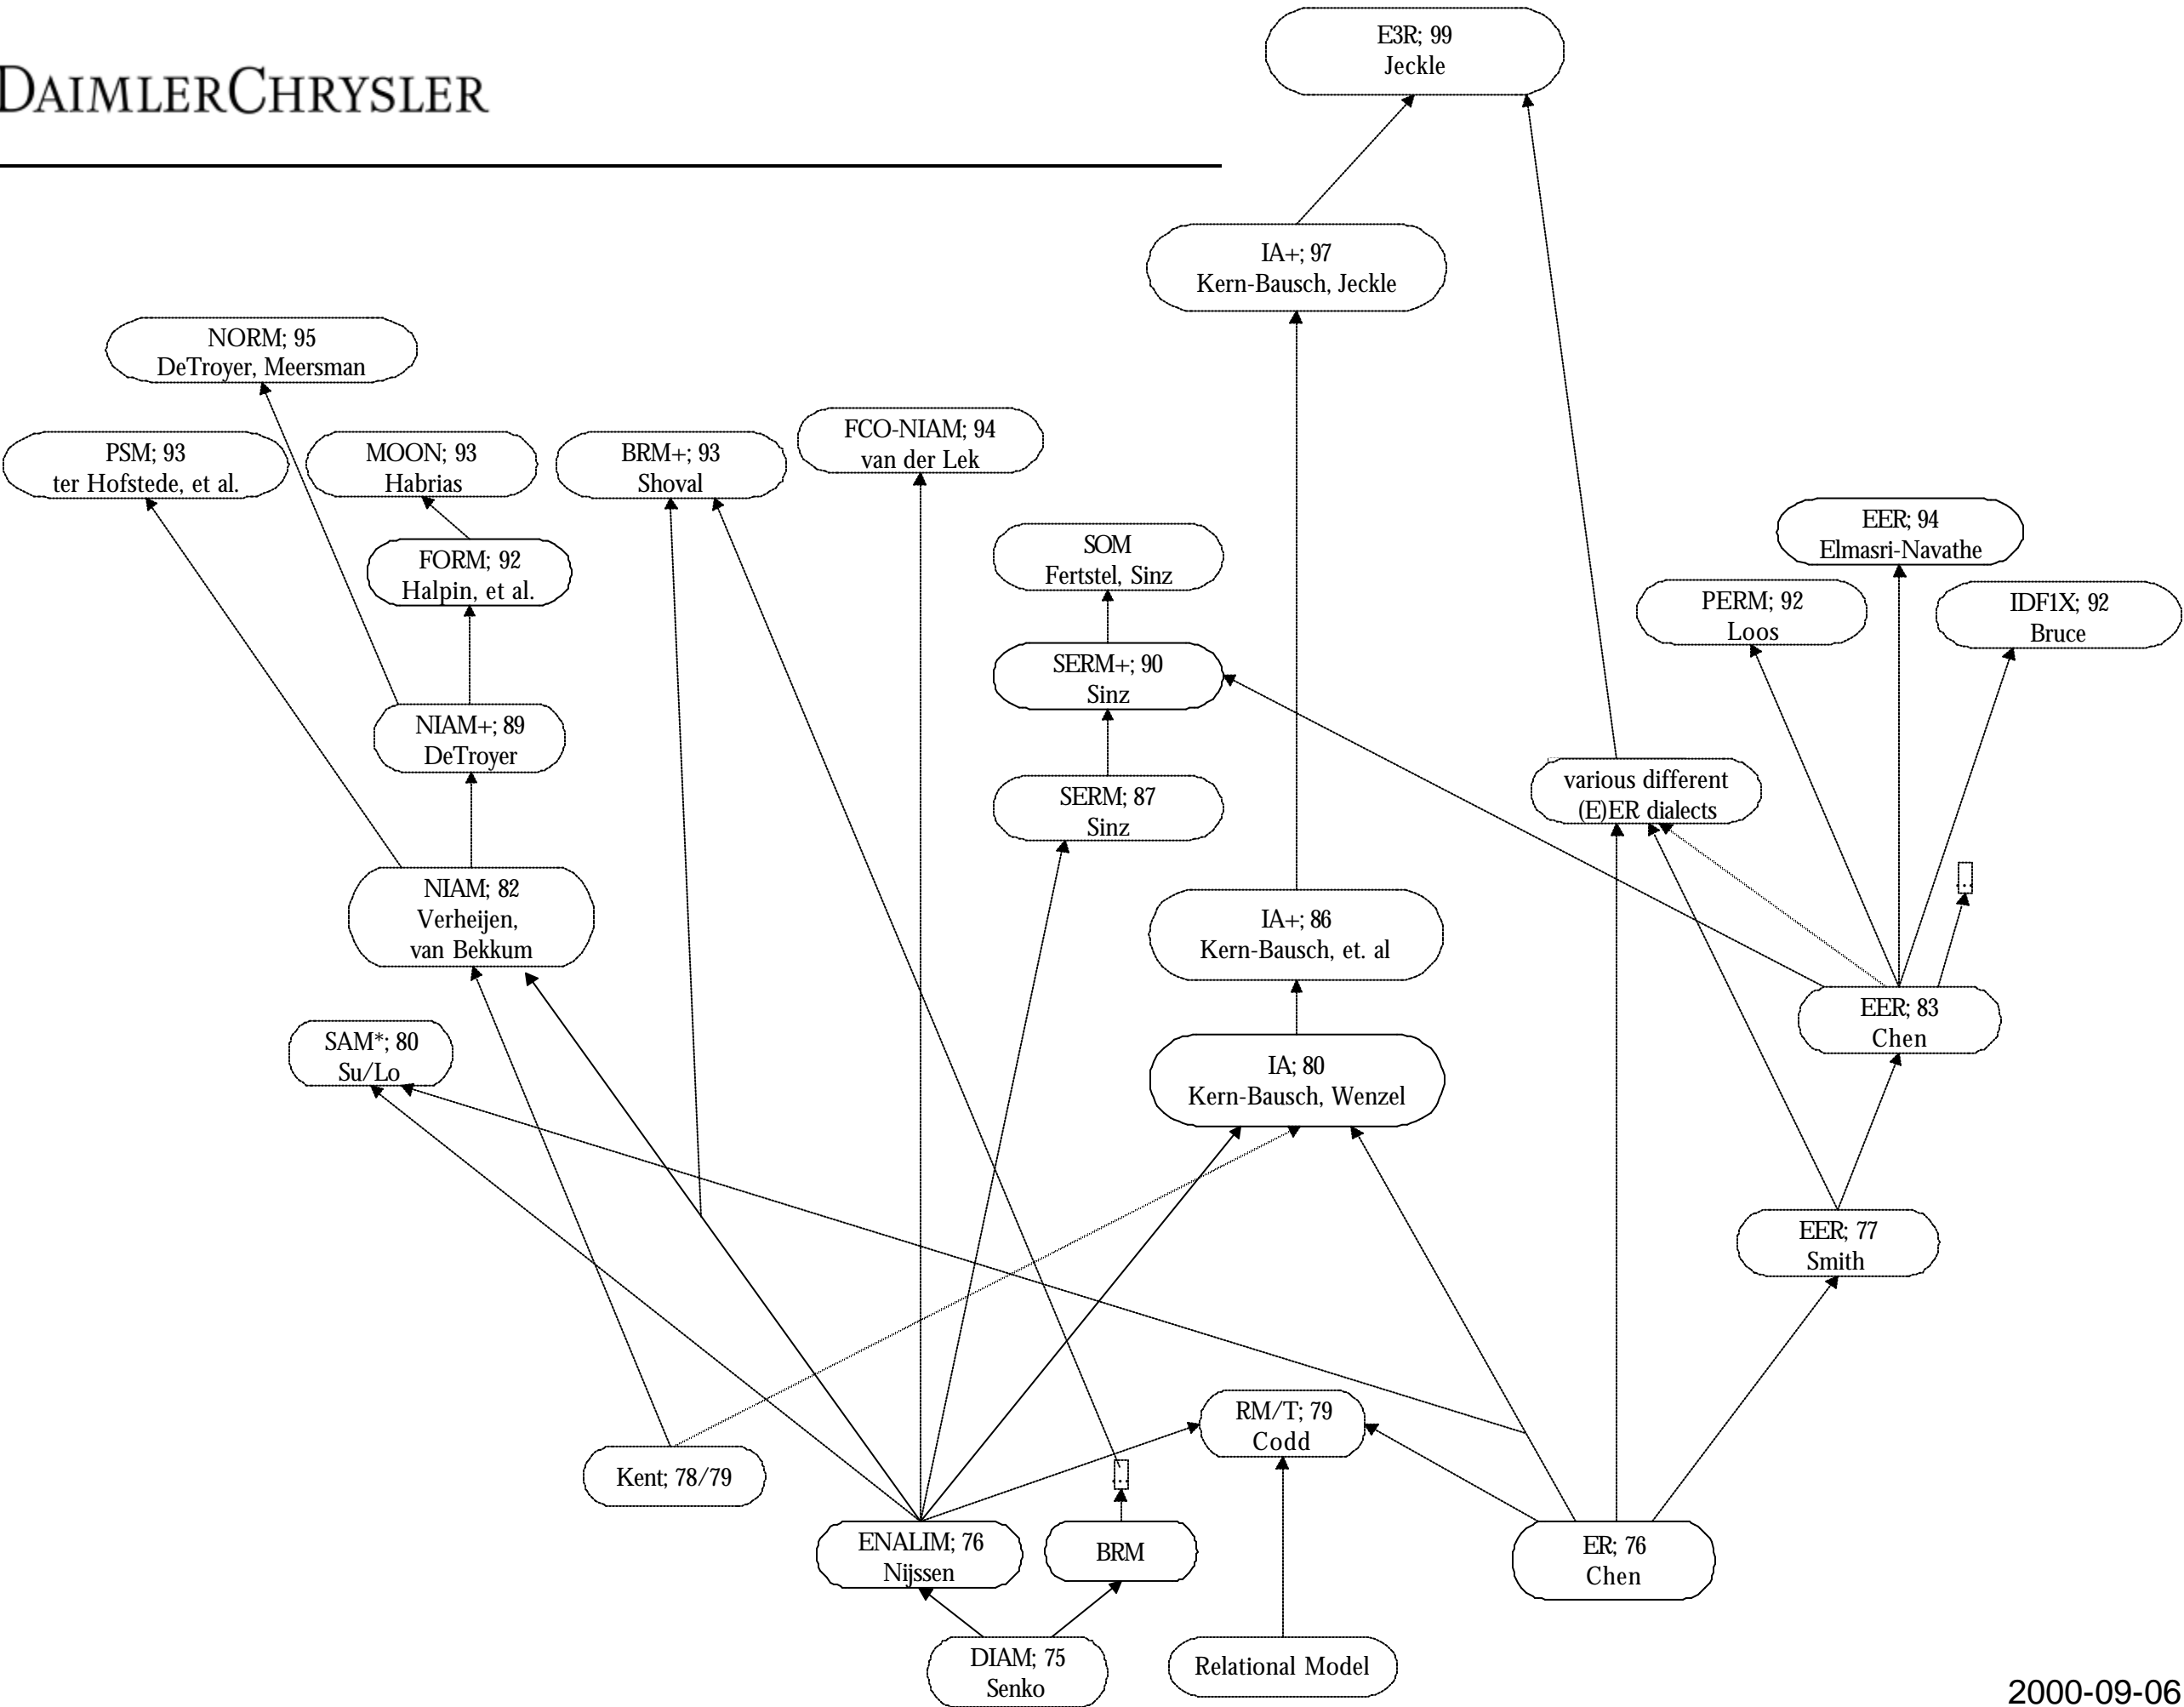 DAIMLERCHRYSLER
E3R; 99
Jeckle
IA+; 97
Kern-Bausch, Jeckle
NORM; 95
DeTroyer, Meersman
PSM; 93
ter Hofstede, et al.
MOON; 93
Habrias
BRM+; 93
Shoval
FCO-NIAM; 94
van der Lek
FORM; 92
Halpin, et al.
SOM
Fertstel, Sinz
EER; 94
Elmasri-Navathe
PERM; 92
Loos
IDF1X; 92
Bruce
SERM+; 90
Sinz
NIAM+; 89
DeTroyer
SERM; 87
Sinz
various different
(E)ER dialects
NIAM; 82
Verheijen,
van Bekkum
IA+; 86
Kern-Bausch, et. al
...
EER; 83
Chen
SAM*; 80
Su/Lo
IA; 80
Kern-Bausch, Wenzel
EER; 77
Smith
RM/T; 79
Codd
Kent; 78/79
...
ENALIM; 76
Nijssen
BRM
ER; 76
Chen
DIAM; 75
Senko
Relational Model
2000-09-06